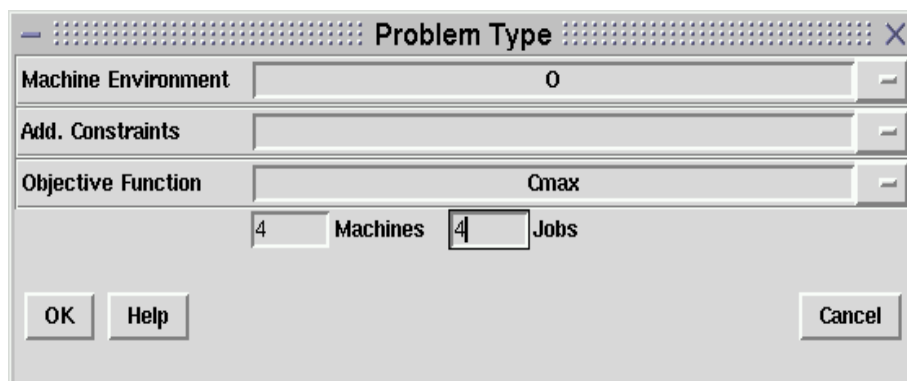 Problem Type
Machine Environment O
Add. Constraints
Objective Function Cmax
4 Machines 4 Jobs
OK Help Cancel